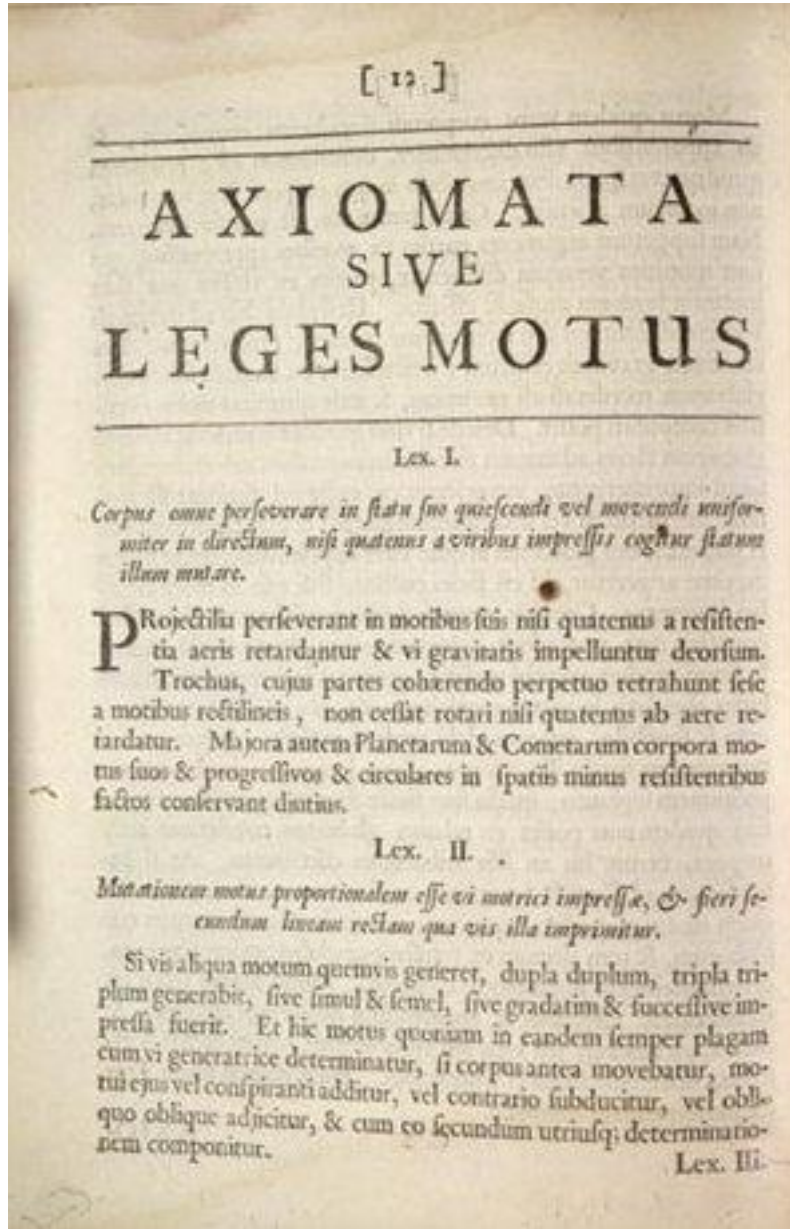 [ 12 ]
AXIOMATA
SIVE
LEGES MOTUS
Lex. I.
Corpus omne perſeverare in ſtatu ſuo quieſcendi vel movendi unifor-
miter in directum, niſi quatenus a viribus impreſſis cogitur ſtatum
illum mutare.
PRojectilia perſeverant in motibus ſuis niſi quatenus a reſiſten-
tia aeris retardantur & vi gravitatis impelluntur deorſum.
Trochus, cujus partes cohærendo perpetuo retrahunt ſeſe
a motibus rectilineis, non ceſſat rotari niſi quatenus ab aere re-
tardatur. Majora autem Planetarum & Cometarum corpora mo-
tus ſuos & progreſſivos & circulares in ſpatiis minus reſiſtentibus
factos conſervant diutius.
Lex. II.
Mutationem motus proportionalem eſſe vi motrici impreſſæ, & fieri ſe-
cundum lineam rectam qua vis illa imprimitur.
Si vis aliqua motum quemvis generet, dupla duplum, tripla tri-
plum generabit, ſive ſimul & ſemel, ſive gradatim & ſucceſſive im-
preſſa fuerit. Et hic motus quoniam in eandem ſemper plagam
cum vi generatrice determinatur, ſi corpus antea movebatur, mo-
tui ejus vel conſpiranti additur, vel contrario ſubducitur, vel obli-
quo oblique adjicitur, & cum eo ſecundum utriuſq; determinatio-
nem componitur.
Lex. III.